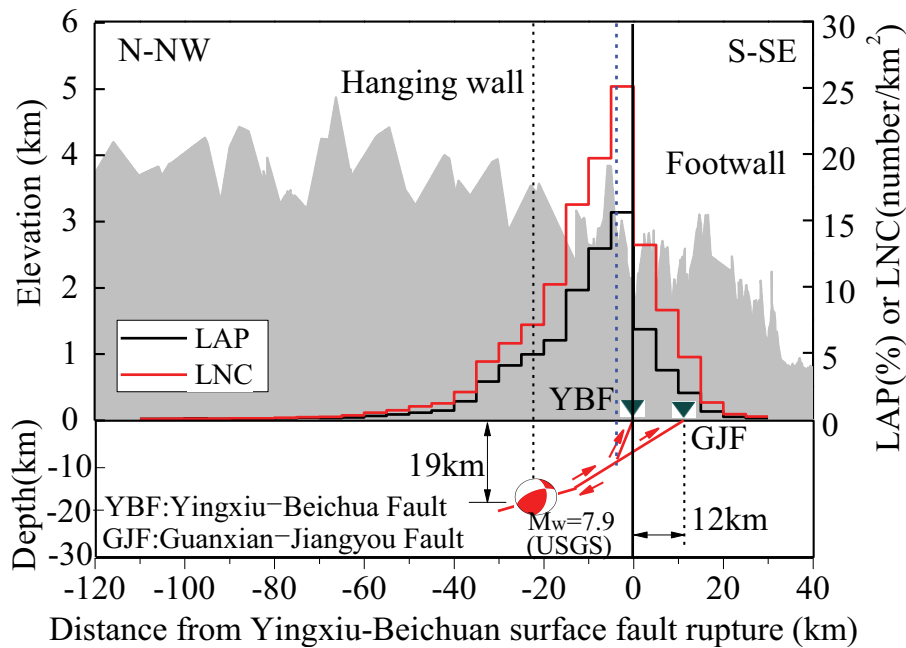 N-NW
S-SE
Hanging wall
Footwall
Elevation (km)
6
5
4
3
2
1
0
LAP(%) or LNC(number/km²)
30
25
20
15
10
5
0
LAP
LNC
YBF
GJF
Depth(km)
-10
-20
-30
19km
12km
YBF:Yingxiu−Beichua Fault
GJF:Guanxian−Jiangyou Fault
Mw=7.9
(USGS)
-120 -100 -80 -60 -40 -20 0 20 40
Distance from Yingxiu-Beichuan surface fault rupture (km)